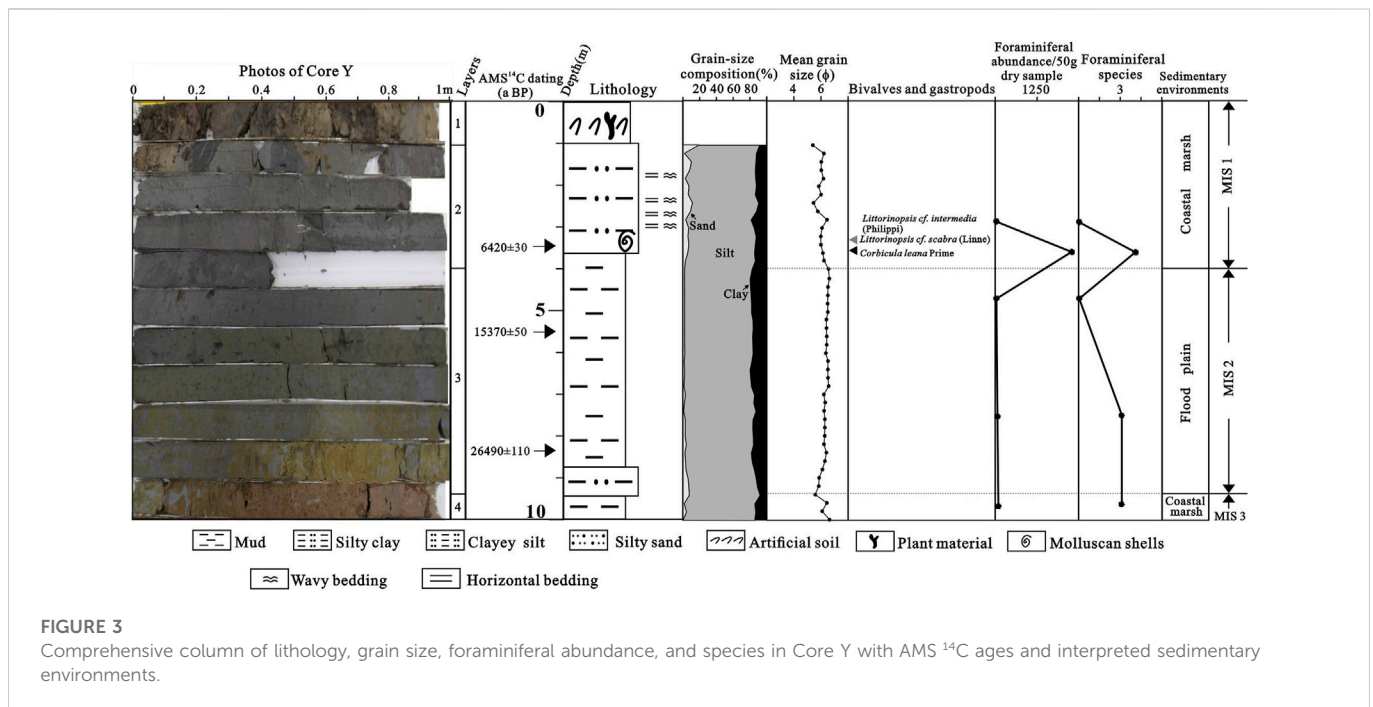 Photos of Core Y
0 0.2 0.4 0.6 0.8 1m
Layers
1
2
3
4
AMS¹⁴C dating
(a BP)
6420±30
15370±50
26490±110
Depth(m)
0
5
10
Lithology
Grain-size
composition(%)
20 40 60 80
Sand
Silt
Clay
Mean grain
size (ϕ)
4 6
Bivalves and gastropods
Littorinopsis cf. intermedia
(Philippi)
Littorinopsis cf. scabra (Linne)
Corbicula leana Prime
Foraminiferal
abundance/50g
dry sample
1250
Foraminiferal
species
3
Sedimentary
environments
Coastal marsh
Flood plain
Coastal
marsh
MIS 1
MIS 2
MIS 3
Mud Silty clay Clayey silt Silty sand Artificial soil Plant material Molluscan shells
Wavy bedding Horizontal bedding
FIGURE 3
Comprehensive column of lithology, grain size, foraminiferal abundance, and species in Core Y with AMS ¹⁴C ages and interpreted sedimentary
environments.